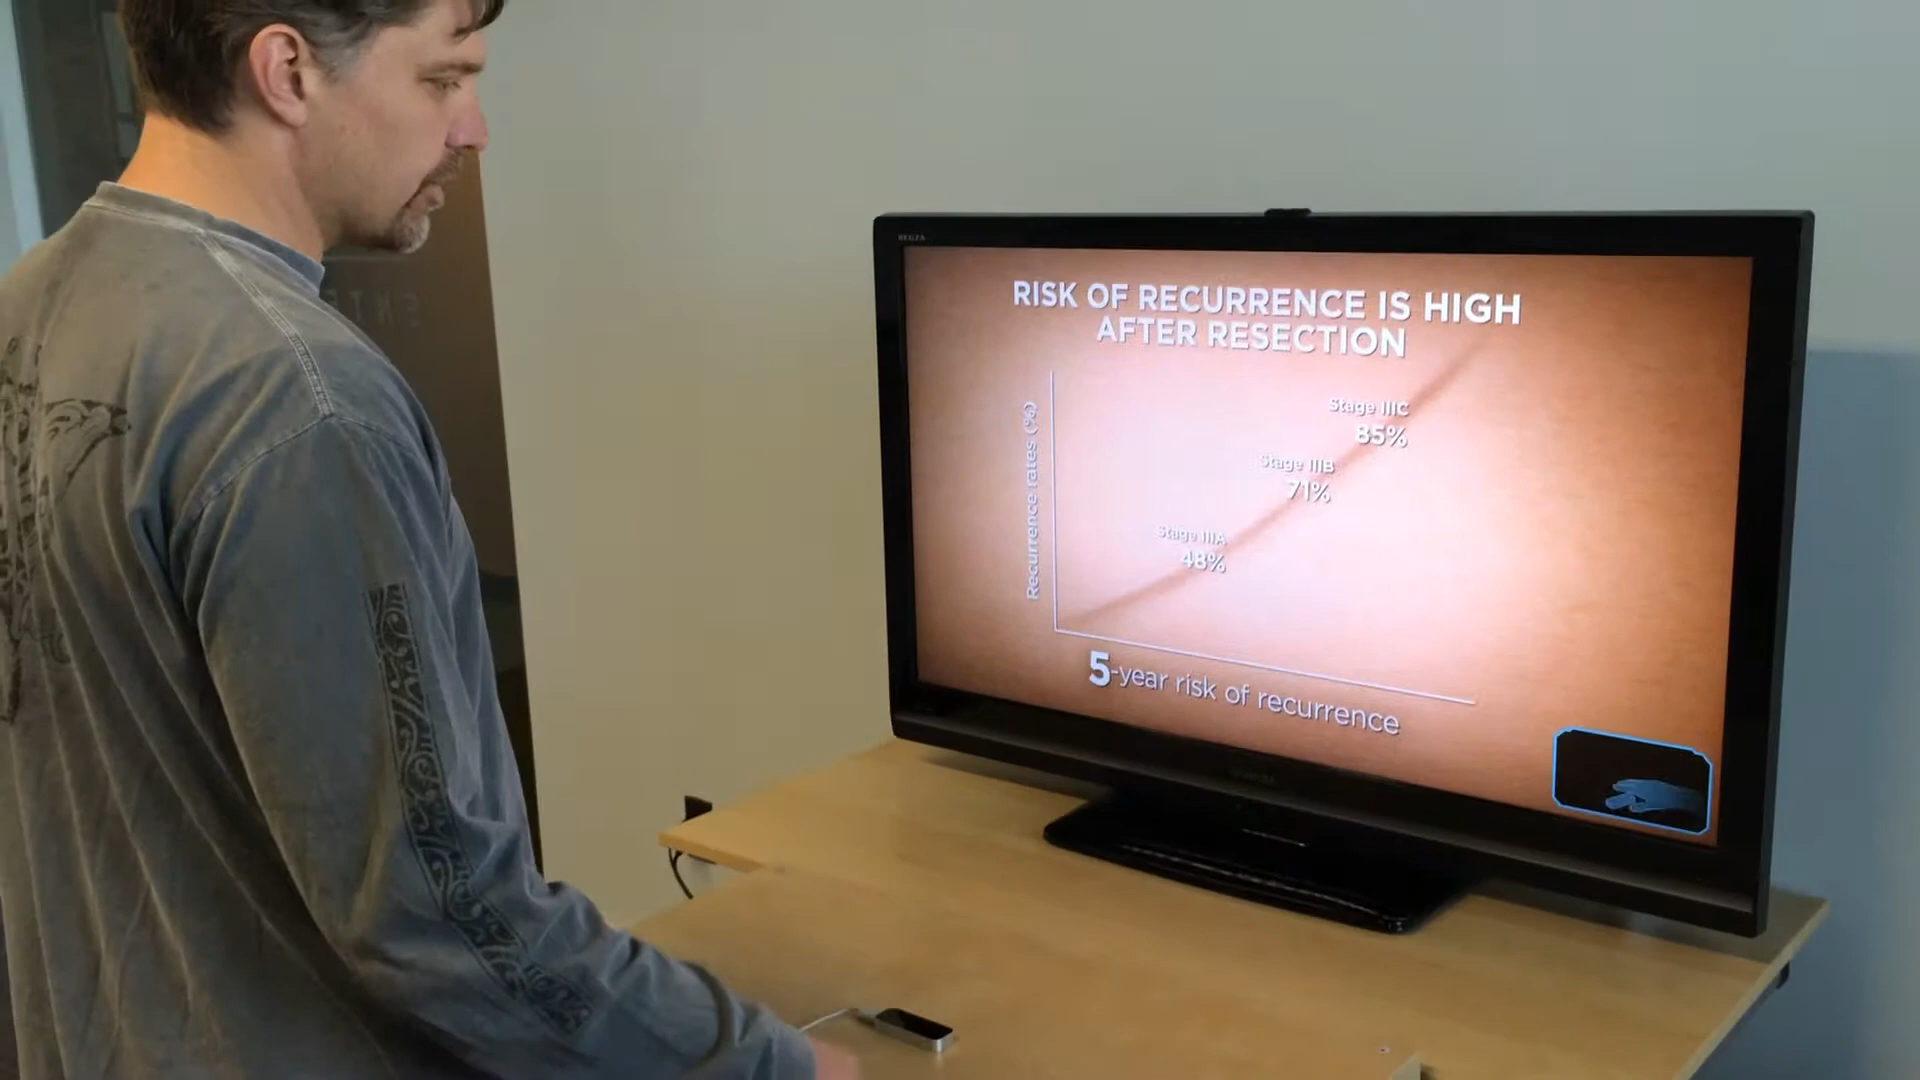 REGZA
RISK OF RECURRENCE IS HIGH
AFTER RESECTION
Recurrence rates (%)
Stage IIIC
85%
Stage IIIB
71%
Stage IIIA
48%
5-year risk of recurrence